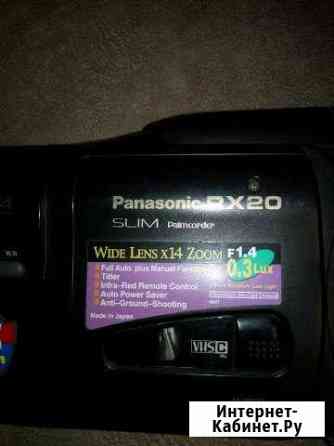 Panasonic RX20
SLIM Palmcorder
WIDE LENS X14 ZOOM F1.4
Full Auto plus Manual
0.3 Lux
Titler
Infra-Red Remote Control
Auto Power Saver
Anti-Ground-Shooting
Made in Japan
VHS C
Интернет-
Кабинет.Ру